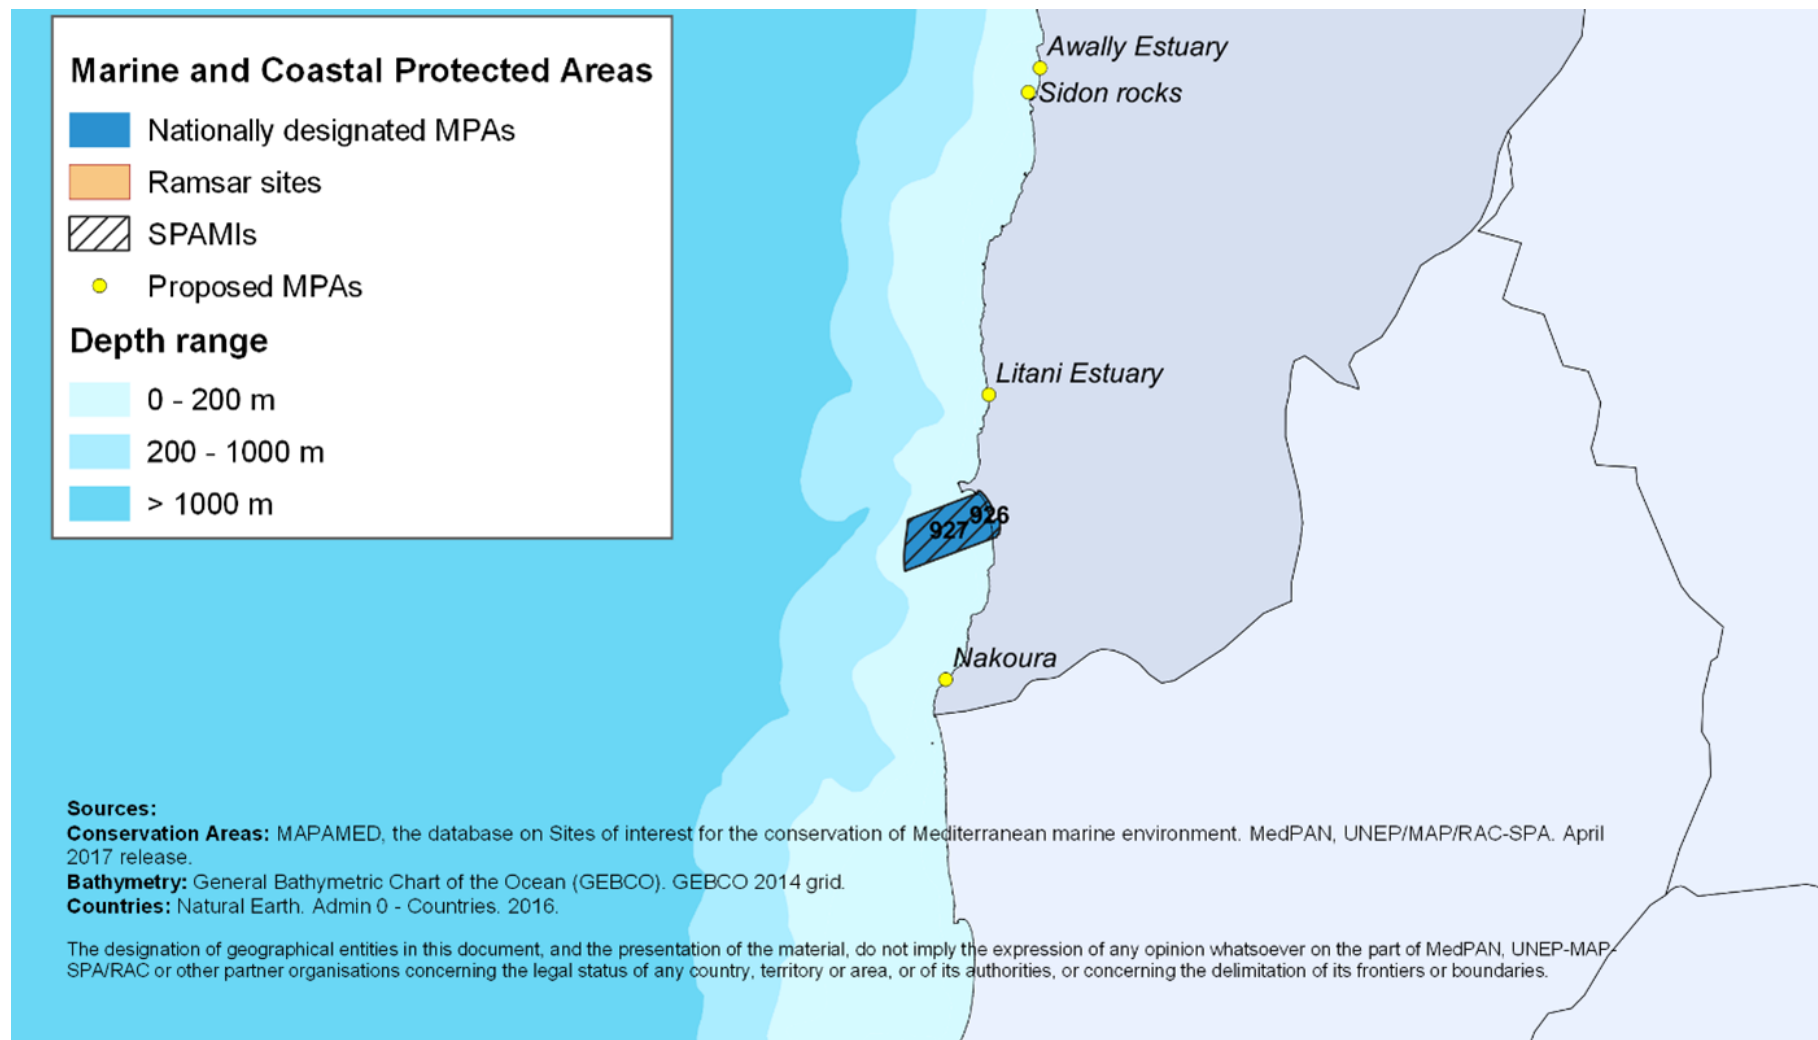 Marine and Coastal Protected Areas
Nationally designated MPAs
Ramsar sites
SPAMIs
Proposed MPAs
Depth range
0 - 200 m
200 - 1000 m
> 1000 m
Awally Estuary
Sidon rocks
Litani Estuary
926
927
Nakoura
Sources:
Conservation Areas: MAPAMED, the database on Sites of interest for the conservation of Mediterranean marine environment. MedPAN, UNEP/MAP/RAC-SPA. April
2017 release.
Bathymetry: General Bathymetric Chart of the Ocean (GEBCO). GEBCO 2014 grid.
Countries: Natural Earth. Admin 0 - Countries. 2016.
The designation of geographical entities in this document, and the presentation of the material, do not imply the expression of any opinion whatsoever on the part of MedPAN, UNEP-MAP-
SPA/RAC or other partner organisations concerning the legal status of any country, territory or area, or of its authorities, or concerning the delimitation of its frontiers or boundaries.